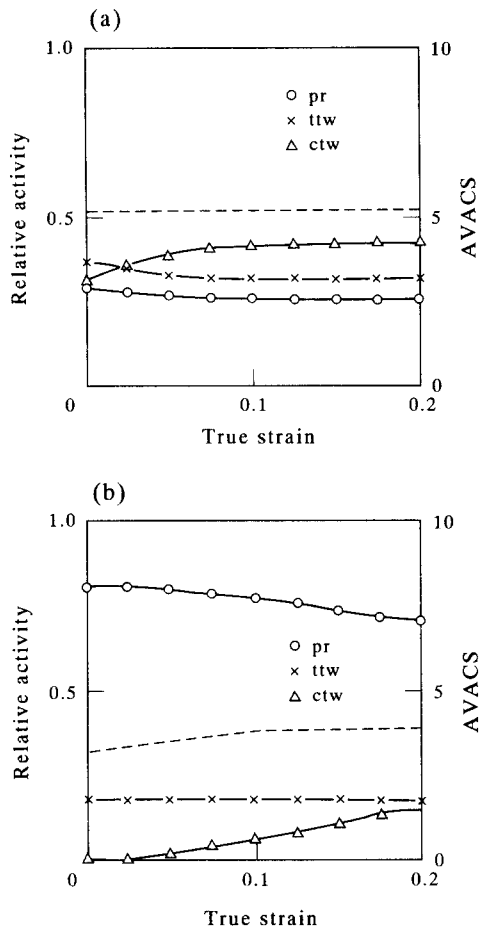 (a)
1.0
10
pr
ttw
ctw
Relative activity
0.5
5
AVACS
0
0
0.1
0.2
True strain
(b)
1.0
10
pr
ttw
ctw
Relative activity
0.5
5
AVACS
0
0
0.1
0.2
True strain